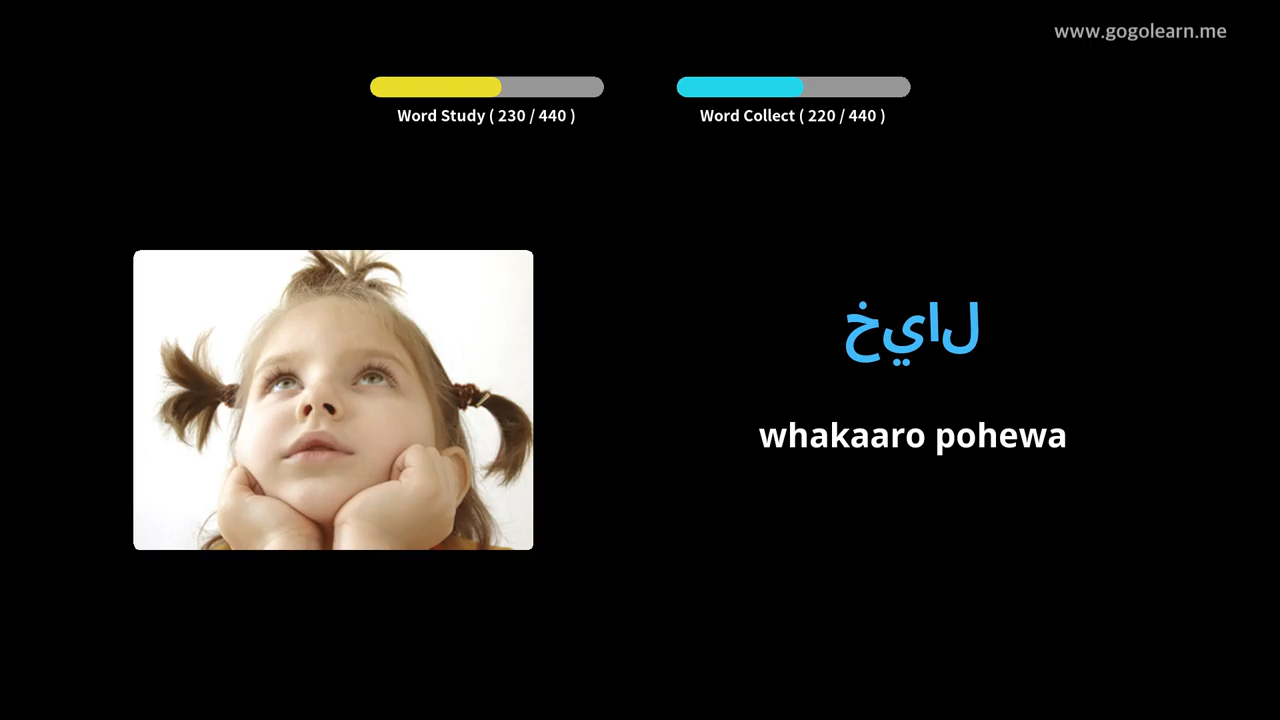 www.gogolearn.me
Word Study ( 230 / 440 )
Word Collect ( 220 / 440 )
خيال
whakaaro pohewa